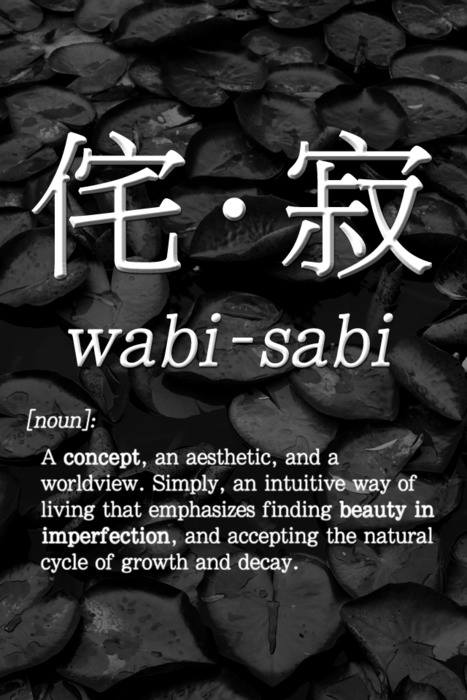 侘・寂
wabi-sabi
[noun]:
A concept, an aesthetic, and a
worldview. Simply, an intuitive way of
living that emphasizes finding beauty in
imperfection, and accepting the natural
cycle of growth and decay.